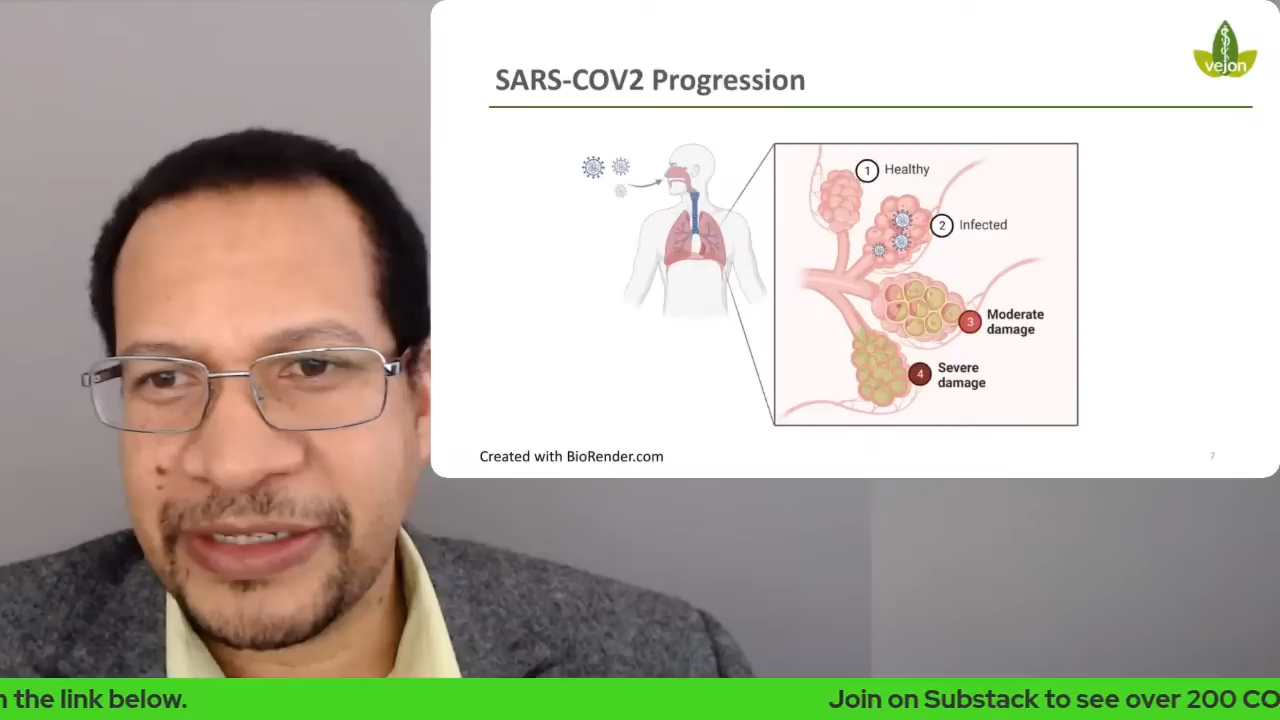 vejon
SARS-COV2 Progression
1 Healthy
2 Infected
3 Moderate
damage
4 Severe
damage
Created with BioRender.com
7
n the link below.
Join on Substack to see over 200 CO